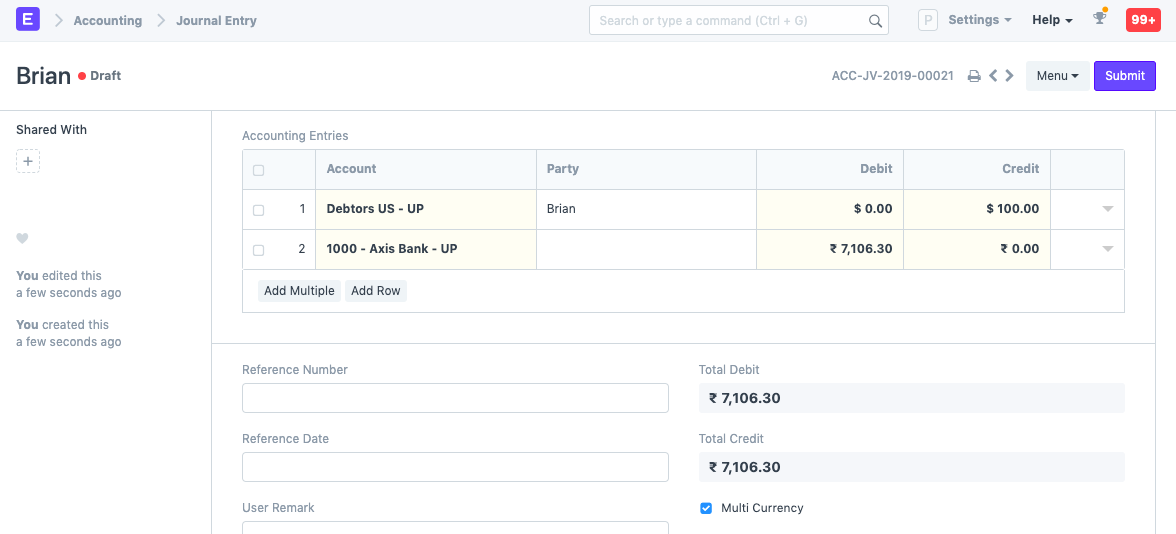 E Accounting Journal Entry Search or type a command (Ctrl + G) P Settings Help 99+
Brian Draft ACC-JV-2019-00021 Menu Submit
Shared With
+
You edited this
a few seconds ago
You created this
a few seconds ago
Accounting Entries
Account Party Debit Credit
1 Debtors US - UP Brian $ 0.00 $ 100.00
2 1000 - Axis Bank - UP ₹ 7,106.30 ₹ 0.00
Add Multiple Add Row
Reference Number
Reference Date
User Remark
Total Debit
₹ 7,106.30
Total Credit
₹ 7,106.30
Multi Currency